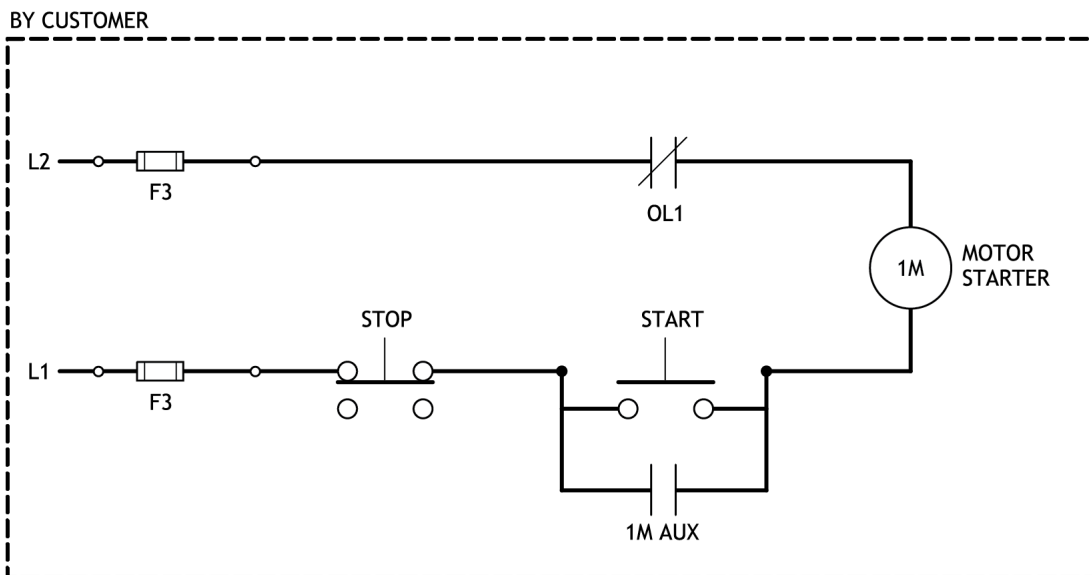 BY CUSTOMER
L2
F3
OL1
1M
MOTOR
STARTER
STOP
START
L1
F3
1M AUX